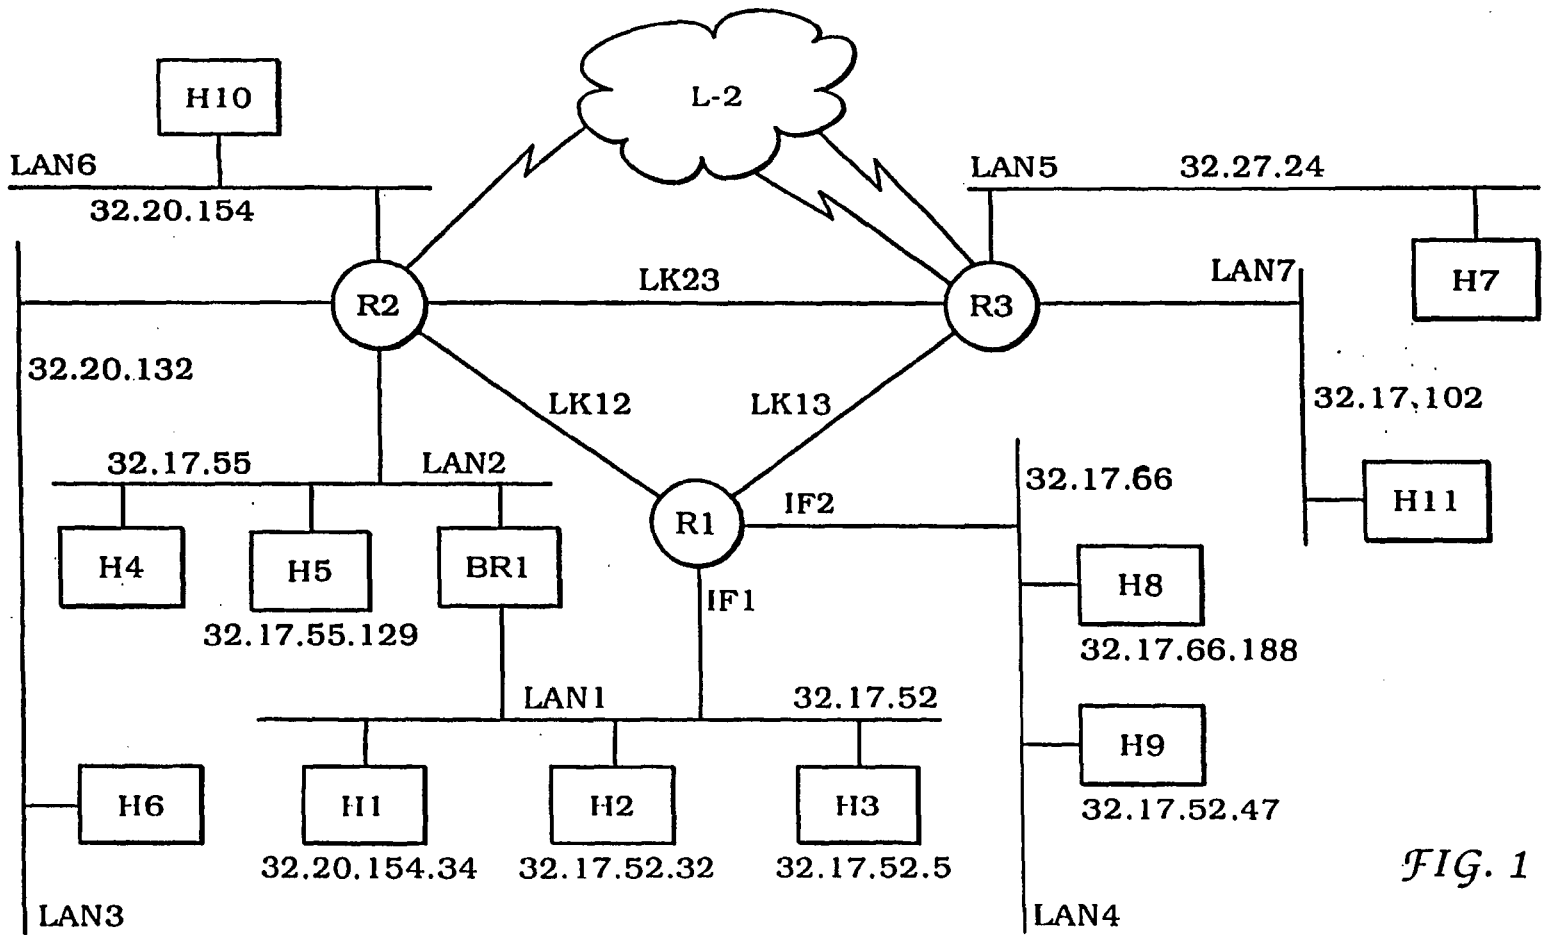 L-2
H10
LAN6
32.20.154
LAN5
32.27.24
R2
LK23
R3
LAN7
H7
32.20.132
LK12
LK13
32.17.102
32.17.55
LAN2
32.17.66
H11
R1
IF2
H4
H5
BR1
IF1
H8
32.17.55.129
32.17.66.188
LAN1
32.17.52
H9
H6
H1
H2
H3
32.17.52.47
32.20.154.34
32.17.52.32
32.17.52.5
FIG. 1
LAN3
LAN4